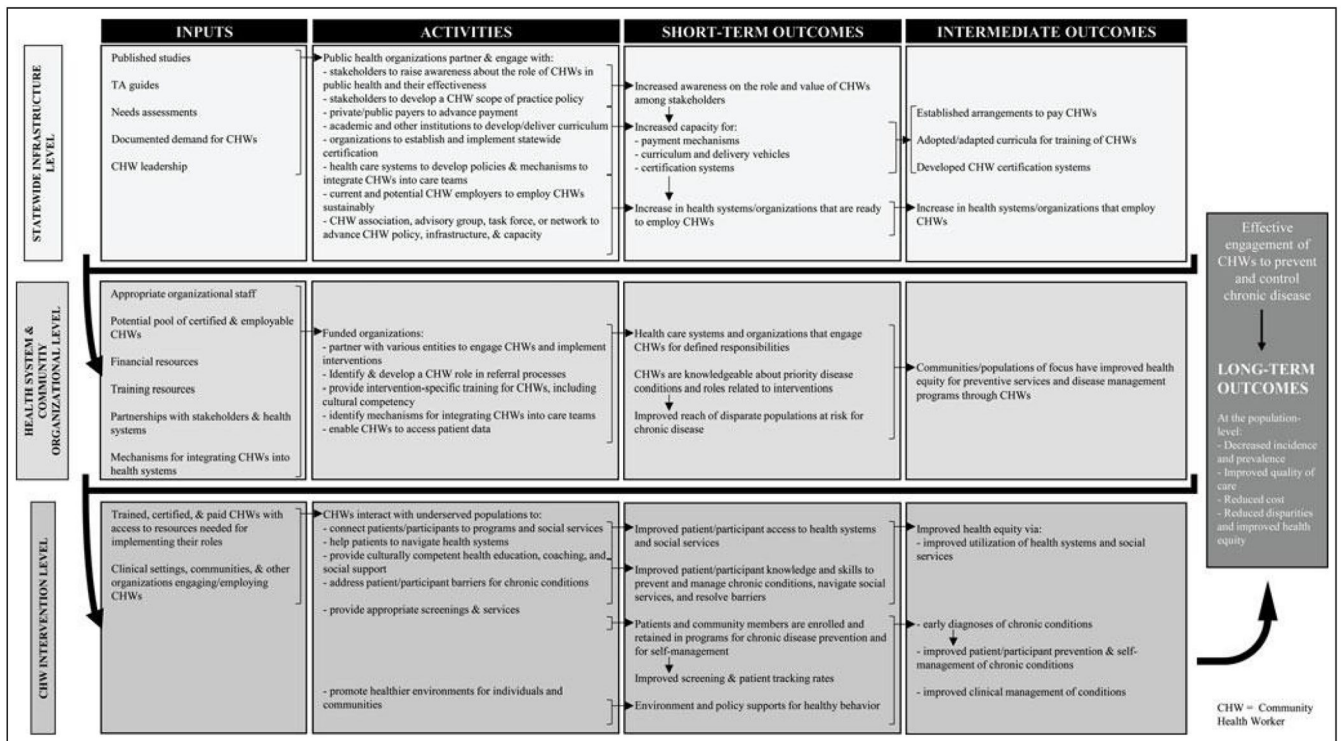 INPUTS
ACTIVITIES
SHORT-TERM OUTCOMES
INTERMEDIATE OUTCOMES
STATEWIDE INFRASTRUCTURE
LEVEL
Published studies
TA guides
Needs assessments
Documented demand for CHWs
CHW leadership
Public health organizations partner & engage with:
- stakeholders to raise awareness about the role of CHWs in
public health and their effectiveness
- stakeholders to develop a CHW scope of practice policy
- private/public payers to advance payment
- academic and other institutions to develop/deliver curriculum
- organizations to establish and implement statewide
certification
- health care systems to develop policies & mechanisms to
integrate CHWs into care teams
- current and potential CHW employers to employ CHWs
sustainably
- CHW association, advisory group, task force, or network to
advance CHW policy, infrastructure, & capacity
Increased awareness on the role and value of CHWs
among stakeholders
Increased capacity for:
- payment mechanisms
- curriculum and delivery vehicles
- certification systems
Increase in health systems/organizations that are ready
to employ CHWs
Established arrangements to pay CHWs
Adopted/adapted curricula for training of CHWs
Developed CHW certification systems
Increase in health systems/organizations that employ
CHWs
HEALTH SYSTEM &
COMMUNITY
ORGANIZATIONAL LEVEL
Appropriate organizational staff
Potential pool of certified & employable
CHWs
Financial resources
Training resources
Partnerships with stakeholders & health
systems
Mechanisms for integrating CHWs into
health systems
Funded organizations:
- partner with various entities to engage CHWs and implement
interventions
- Identify & develop a CHW role in referral processes
- provide intervention-specific training for CHWs, including
cultural competency
- identify mechanisms for integrating CHWs into care teams
- enable CHWs to access patient data
Health care systems and organizations that engage
CHWs for defined responsibilities
CHWs are knowledgeable about priority disease
conditions and roles related to interventions
Improved reach of disparate populations at risk for
chronic disease
Communities/populations of focus have improved health
equity for preventive services and disease management
programs through CHWs
CHW INTERVENTION LEVEL
Trained, certified, & paid CHWs with
access to resources needed for
implementing their roles
Clinical settings, communities, & other
organizations engaging/employing
CHWs
CHWs interact with underserved populations to:
- connect patients/participants to programs and social services
- help patients to navigate health systems
- provide culturally competent health education, coaching, and
social support
- address patient/participant barriers for chronic conditions
- provide appropriate screenings & services
- promote healthier environments for individuals and
communities
Improved patient/participant access to health systems
and social services
Improved patient/participant knowledge and skills to
prevent and manage chronic conditions, navigate social
services, and resolve barriers
Patients and community members are enrolled and
retained in programs for chronic disease prevention and
for self-management
Improved screening & patient tracking rates
Environment and policy supports for healthy behavior
Improved health equity via:
- improved utilization of health systems and social
services
- early diagnoses of chronic conditions
- improved patient/participant prevention & self-
management of chronic conditions
- improved clinical management of conditions
Effective
engagement of
CHWs to prevent
and control
chronic disease
LONG-TERM
OUTCOMES
At the population-
level:
- Decreased incidence
and prevalence
- Improved quality of
care
- Reduced cost
- Reduced disparities
and improved health
equity
CHW = Community
Health Worker